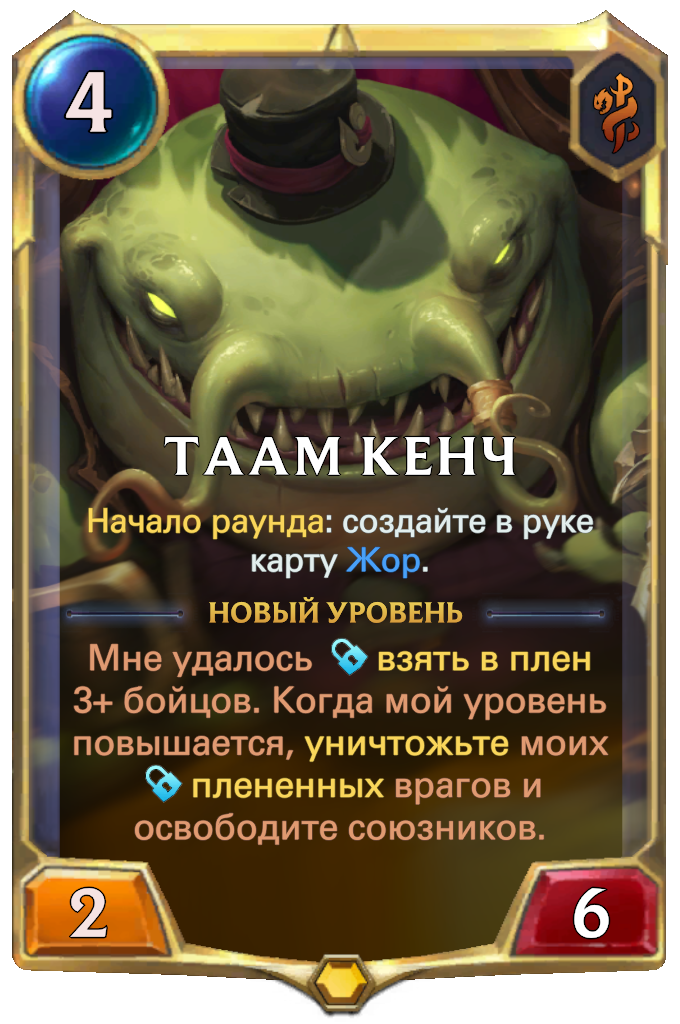 4
ТААМ КЕНЧ
Начало раунда: создайте в руке
карту Жор.
НОВЫЙ УРОВЕНЬ
Мне удалось взять в плен
3+ бойцов. Когда мой уровень
повышается, уничтожьте моих
плененных врагов и
освободите союзников.
2
6